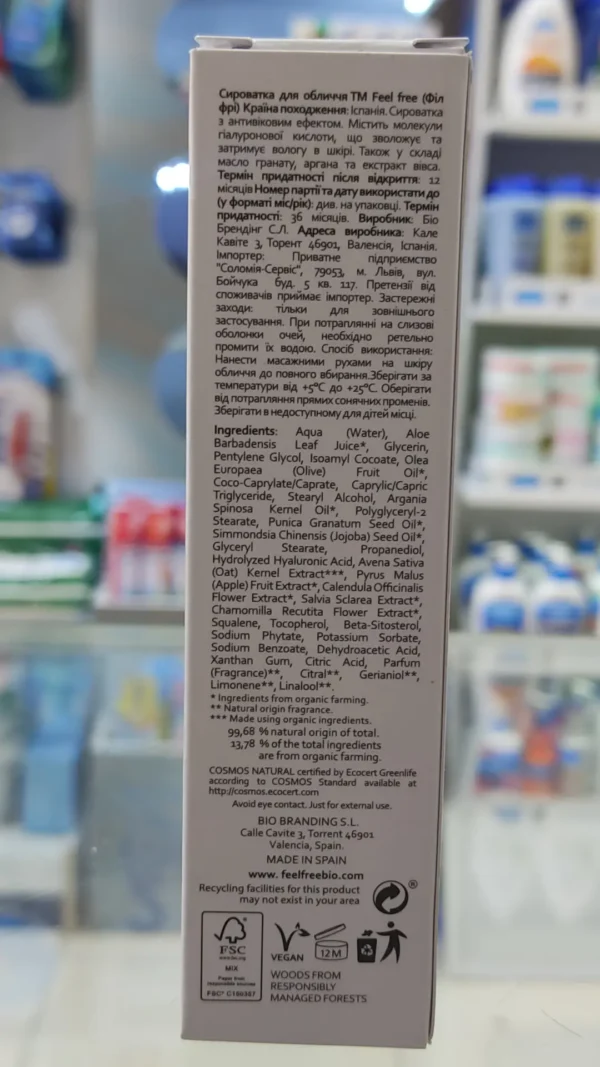 Сироватка для обличчя ТМ Feel free (Філ
фрі) Країна походження: Іспанія. Сироватка
з антивіковим ефектом. Містить молекули
гіалуронової кислоти, що зволожує та
затримує вологу в шкірі. Також у складі
масло гранату, аргана та екстракт вівса.
Термін придатності після відкриття: 12
місяців Номер партії та дату використати до
(у форматі міс/рік): див. на упаковці. Термін
придатності: 36 місяців. Виробник: Біо
Брендінг С.Л. Адреса виробника: Кале
Кавіте 3, Торент 46901, Валенсія, Іспанія.
Імпортер: Приватне підприємство
"Соломія-Сервіс", 79053, м. Львів, вул.
Бойчука буд. 5 кв. 117. Претензії від
споживачів приймає імпортер. Застережні
заходи: тільки для зовнішнього
застосування. При потраплянні на слизові
оболонки очей, необхідно ретельно
промити їх водою. Спосіб використання:
Нанести масажними рухами на шкіру
обличчя до повного вбирання.Зберігати за
температури від +5°C до +25°C. Оберігати
від потрапляння прямих сонячних променів.
Зберігати в недоступному для дітей місці.
Ingredients: Aqua (Water), Aloe
Barbadensis Leaf Juice*, Glycerin,
Pentylene Glycol, Isoamyl Cocoate, Olea
Europaea (Olive) Fruit Oil*,
Coco-Caprylate/Caprate, Caprylic/Capric
Triglyceride, Stearyl Alcohol, Argania
Spinosa Kernel Oil*, Polyglyceryl-2
Stearate, Punica Granatum Seed Oil*,
Simmondsia Chinensis (Jojoba) Seed Oil*,
Glyceryl Stearate, Propanediol,
Hydrolyzed Hyaluronic Acid, Avena Sativa
(Oat) Kernel Extract***, Pyrus Malus
(Apple) Fruit Extract*, Calendula Officinalis
Flower Extract*, Salvia Sclarea Extract*,
Chamomilla Recutita Flower Extract*,
Squalene, Tocopherol, Beta-Sitosterol,
Sodium Phytate, Potassium Sorbate,
Sodium Benzoate, Dehydroacetic Acid,
Xanthan Gum, Citric Acid, Parfum
(Fragrance)**, Citral**, Geraniol**,
Limonene**, Linalool**.
* Ingredients from organic farming.
** Natural origin fragrance.
*** Made using organic ingredients.
99,68 % natural origin of total.
13,78 % of the total ingredients
are from organic farming.
COSMOS NATURAL certified by Ecocert Greenlife
according to COSMOS Standard available at
http://cosmos.ecocert.com
Avoid eye contact. Just for external use.
BIO BRANDING S.L.
Calle Cavite 3, Torrent 46901
Valencia, Spain.
MADE IN SPAIN
www. feelfreebio.com
Recycling facilities for this product
may not exist in your area
®
FSC
www.fsc.org
MIX
Paper from
responsible sources
FSC® C160357
VEGAN
12M
WOODS FROM
RESPONSIBLY
MANAGED FORESTS